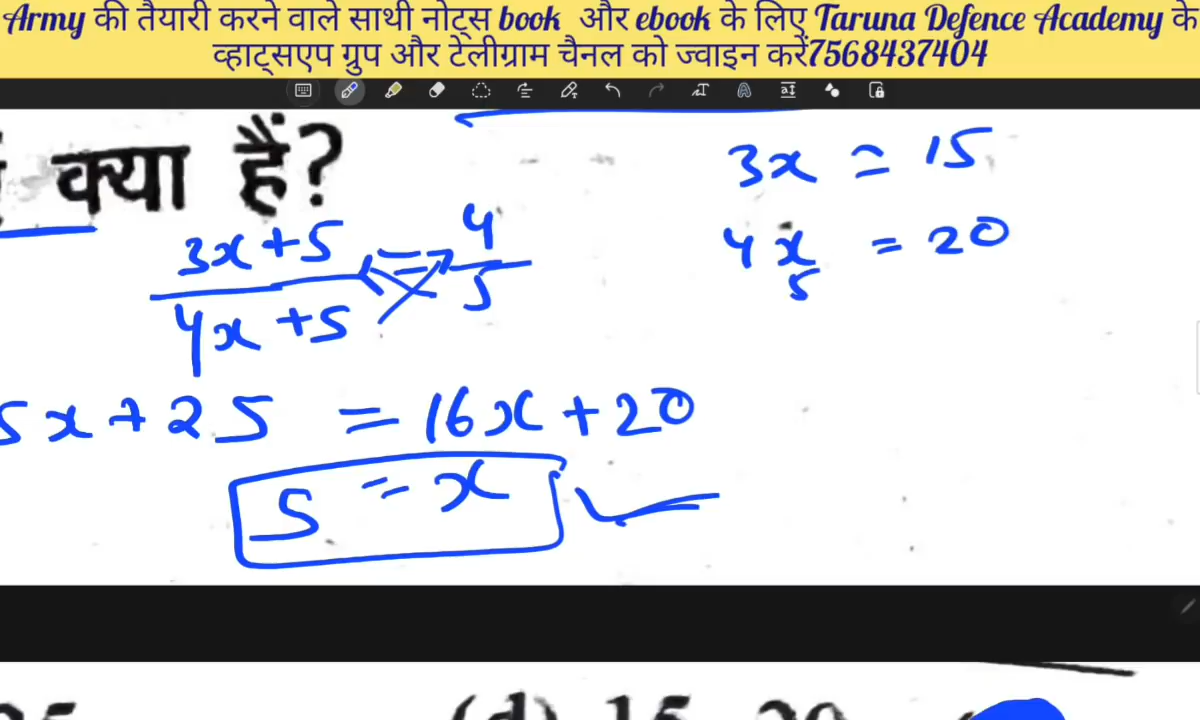 Army की तैयारी करने वाले साथी नोट्स book और ebook के लिए Taruna Defence Academy के
व्हाट्सएप ग्रुप और टेलीग्राम चैनल को ज्वाइन करें7568437404
क्या हैं?
3x = 15
3x+5 = 4
4x = 20
5
4x+5 5
5x+25 = 16x+20
5 = x
(d) 15, 20